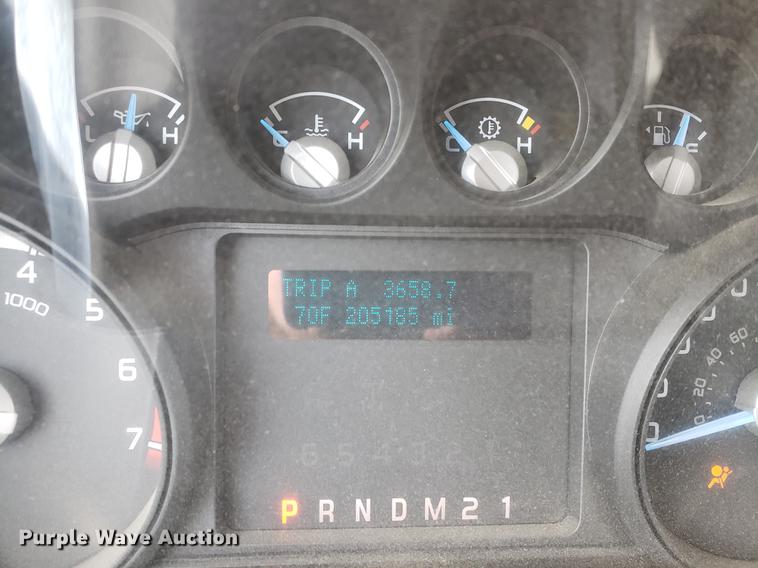 L H
C H
C H
4
1000
5
6
7
TRIP A 3658.7
70F 205185 mi
P R N D M 2 1
20
40
60
0
Purple Wave Auction